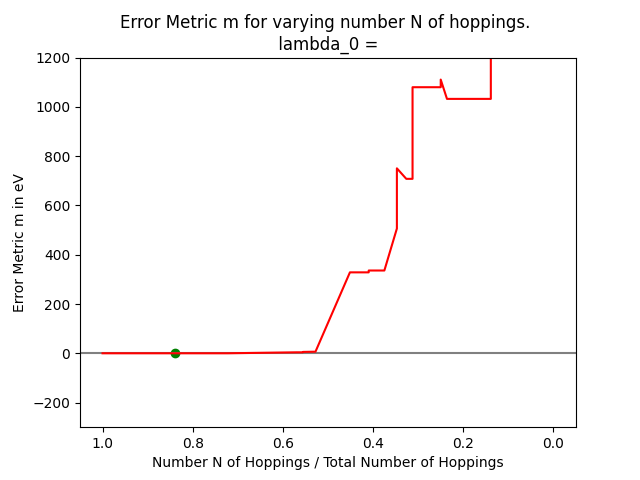 Error Metric m for varying number N of hoppings.
lambda_0 =
1200
1000
800
600
400
200
0
−200
Error Metric m in eV
1.0 0.8 0.6 0.4 0.2 0.0
Number N of Hoppings / Total Number of Hoppings